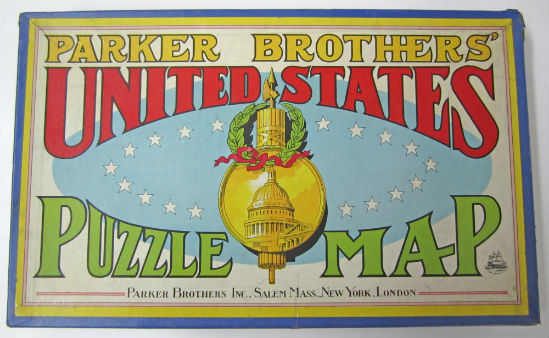 PARKER BROTHERS'
UNITED STATES
PUZZLE MAP
PARKER BROTHERS INC., SALEM MASS., NEW YORK, LONDON